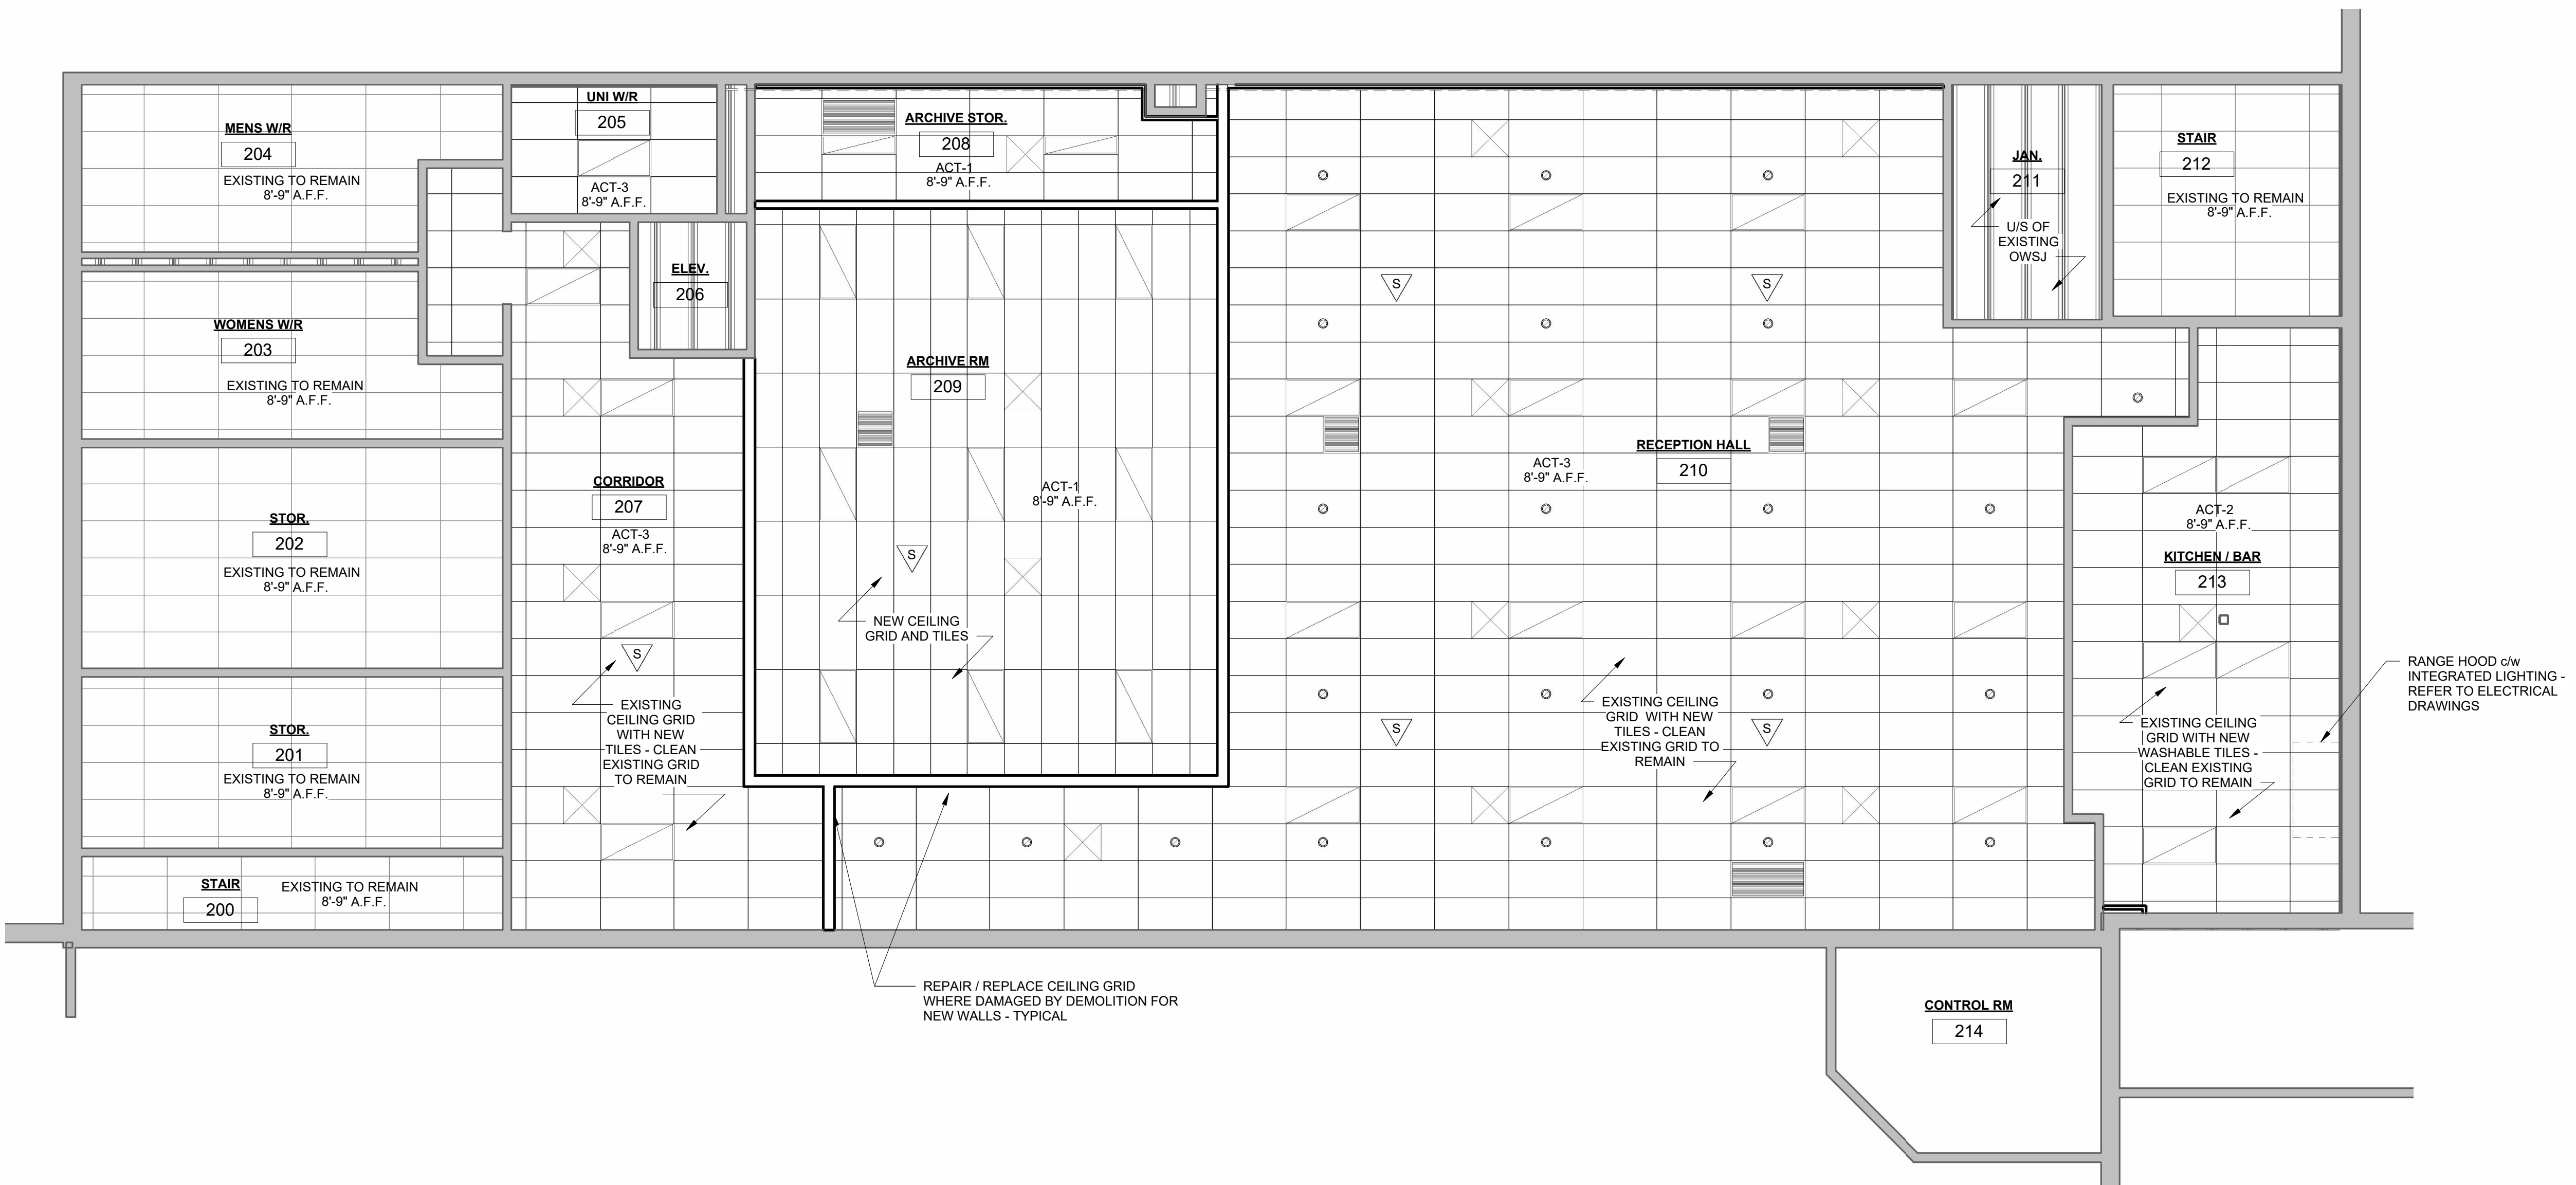 MENS W/R
204
EXISTING TO REMAIN
8'-9" A.F.F.
UNI W/R
205
ACT-3
8'-9" A.F.F.
ARCHIVE STOR.
208
ACT-1
8'-9" A.F.F.
JAN.
211
U/S OF
EXISTING
OWSJ
STAIR
212
EXISTING TO REMAIN
8'-9" A.F.F.
ELEV.
206
S
S
WOMENS W/R
203
EXISTING TO REMAIN
8'-9" A.F.F.
ARCHIVE RM
209
ACT-1
8'-9" A.F.F.
S
NEW CEILING
GRID AND TILES
RECEPTION HALL
210
ACT-3
8'-9" A.F.F.
CORRIDOR
207
ACT-3
8'-9" A.F.F.
STOR.
202
EXISTING TO REMAIN
8'-9" A.F.F.
ACT-2
8'-9" A.F.F.
KITCHEN / BAR
213
S
EXISTING
CEILING GRID
WITH NEW
TILES - CLEAN
EXISTING GRID
TO REMAIN
EXISTING CEILING
GRID WITH NEW
TILES - CLEAN
EXISTING GRID TO
REMAIN
S
S
EXISTING CEILING
GRID WITH NEW
WASHABLE TILES -
CLEAN EXISTING
GRID TO REMAIN
RANGE HOOD c/w
INTEGRATED LIGHTING -
REFER TO ELECTRICAL
DRAWINGS
STOR.
201
EXISTING TO REMAIN
8'-9" A.F.F.
STAIR
200
EXISTING TO REMAIN
8'-9" A.F.F.
REPAIR / REPLACE CEILING GRID
WHERE DAMAGED BY DEMOLITION FOR
NEW WALLS - TYPICAL
CONTROL RM
214